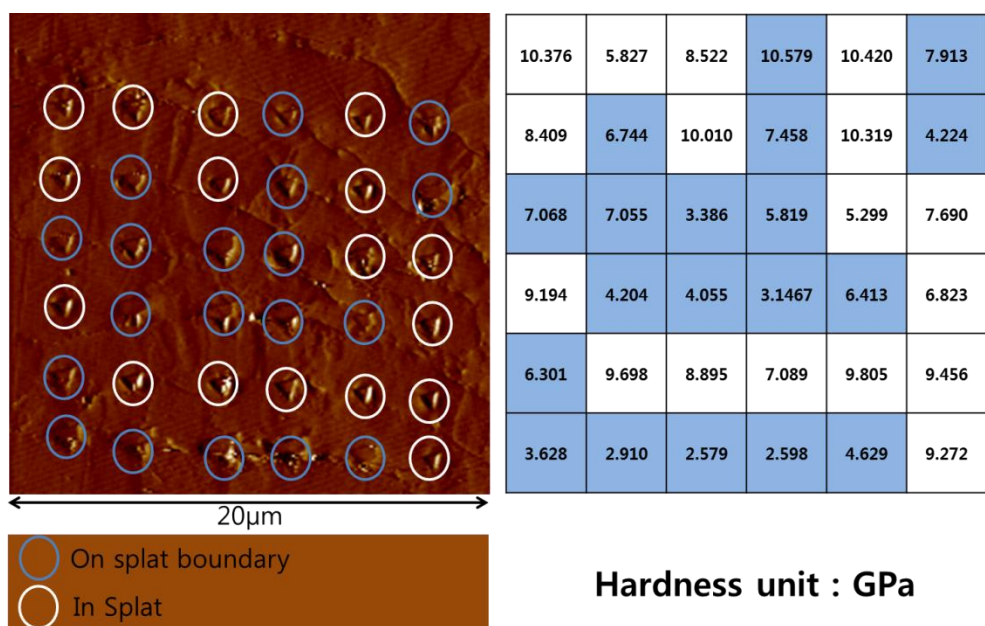 10.376 5.827 8.522 10.579 10.420 7.913
8.409 6.744 10.010 7.458 10.319 4.224
7.068 7.055 3.386 5.819 5.299 7.690
9.194 4.204 4.055 3.1467 6.413 6.823
6.301 9.698 8.895 7.089 9.805 9.456
3.628 2.910 2.579 2.598 4.629 9.272
20μm
On splat boundary
In Splat
Hardness unit : GPa